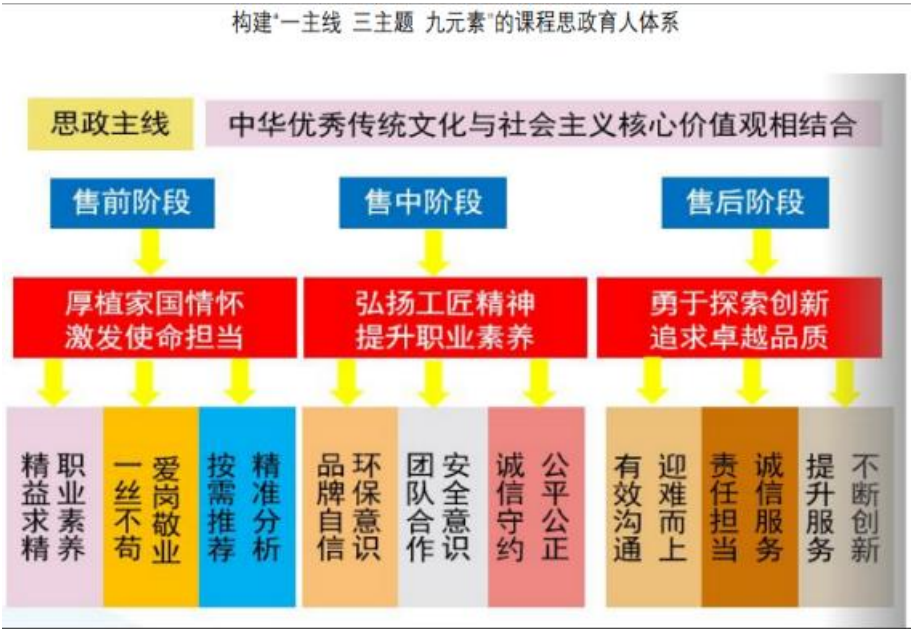 构建“一主线 三主题 九元素”的课程思政育人体系
思政主线
中华优秀传统文化与社会主义核心价值观相结合
售前阶段
售中阶段
售后阶段
厚植家国情怀
激发使命担当
弘扬工匠精神
提升职业素养
勇于探索创新
追求卓越品质
精益求精
职业素养
一丝不苟
爱岗敬业
按需推荐
精准分析
品牌自信
环保意识
团队合作
安全意识
诚信守约
公平公正
有效沟通
迎难而上
责任担当
诚信服务
提升服务
不断创新